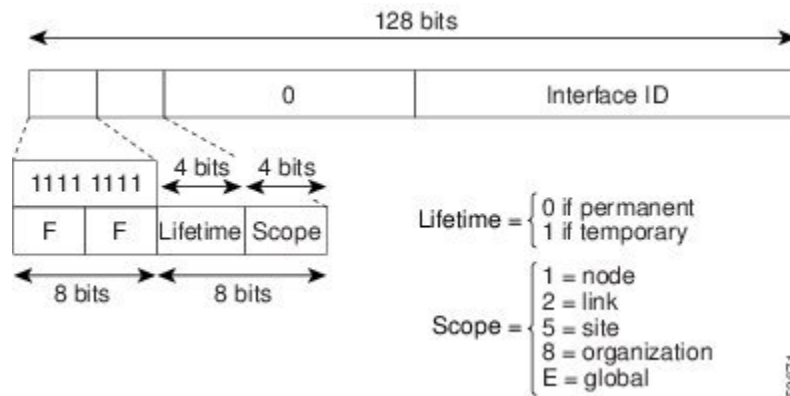 128 bits
0 Interface ID
4 bits 4 bits
1111 1111
F F Lifetime Scope
8 bits 8 bits
Lifetime = 0 if permanent
1 if temporary
Scope = 1 = node
2 = link
5 = site
8 = organization
E = global